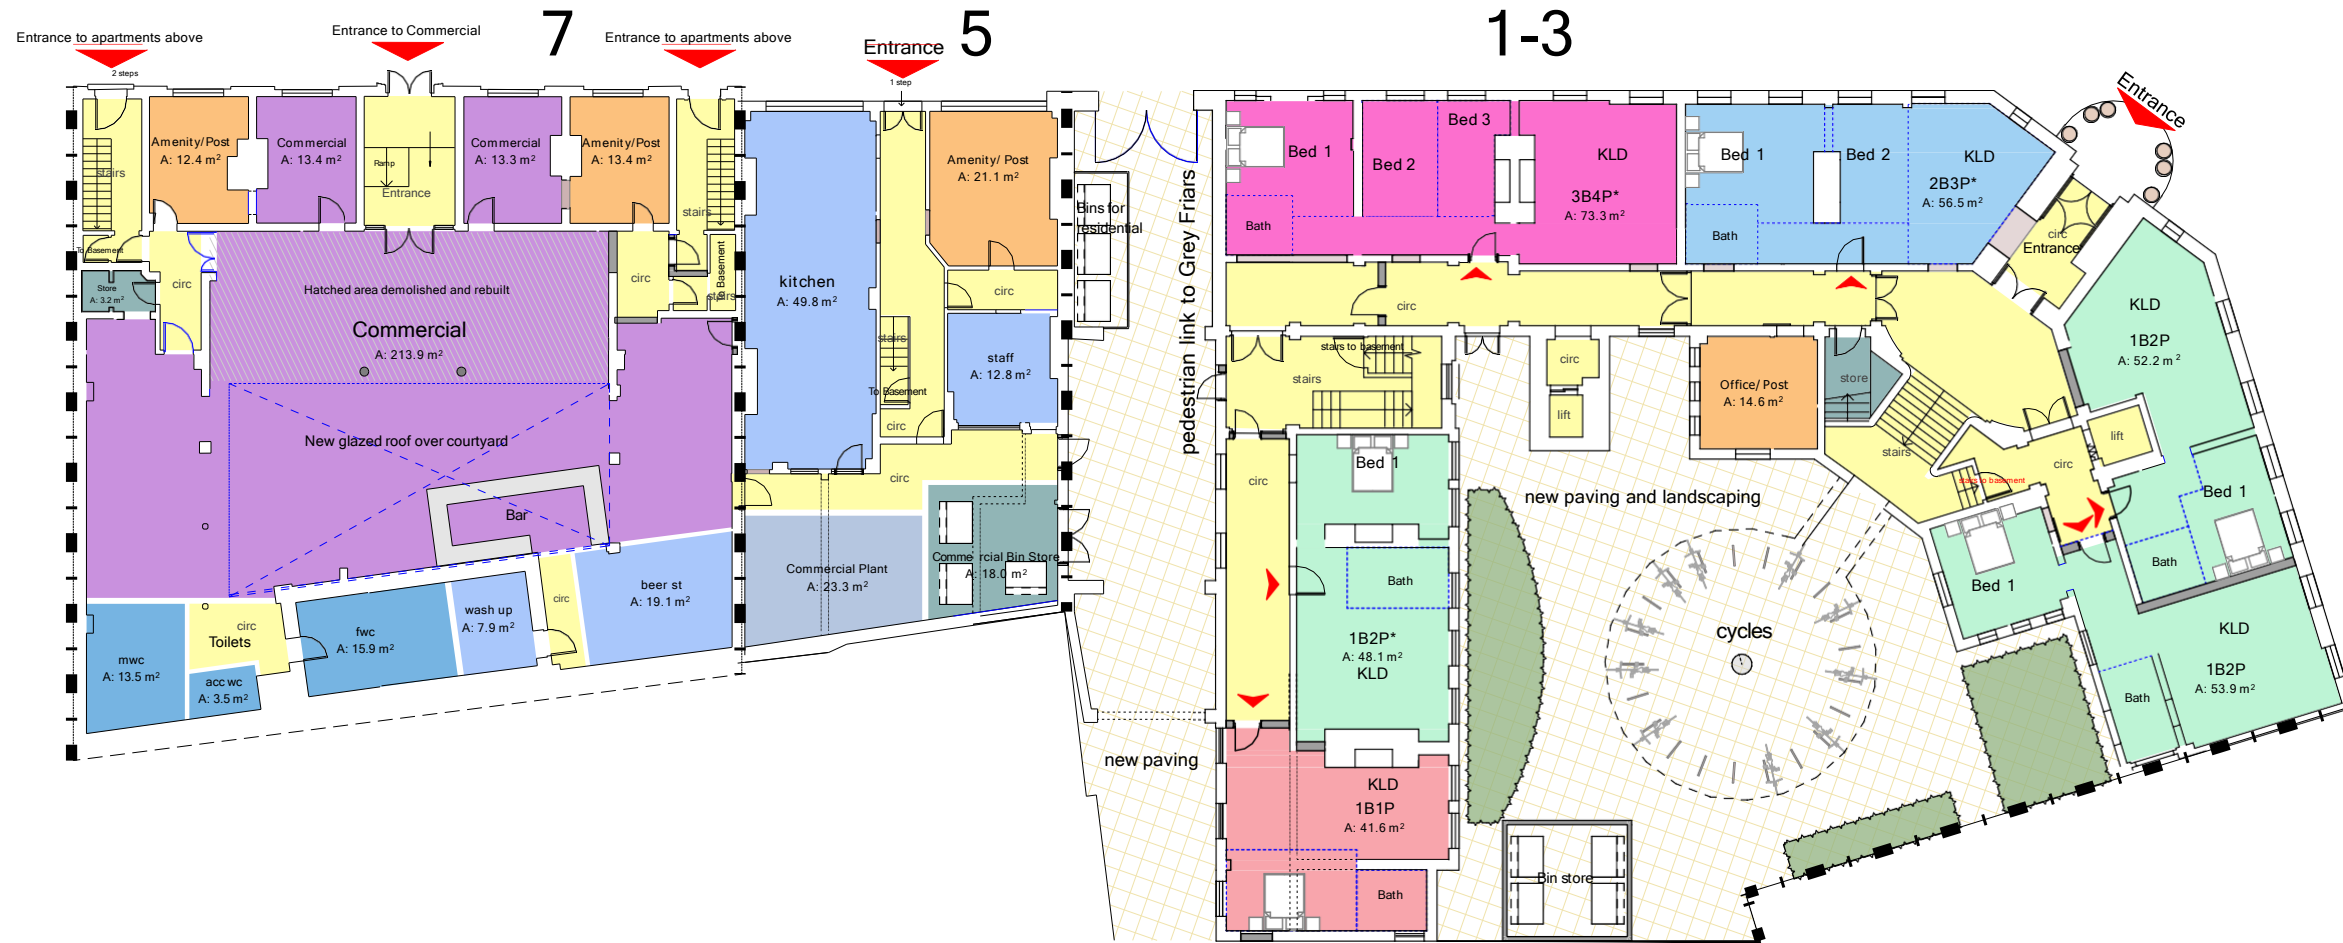 7
5
1-3
Entrance to apartments above
Entrance to Commercial
Entrance to apartments above
Entrance
Entrance
2 steps
1 step
stairs
Amenity/Post
A: 12.4 m²
Commercial
A: 13.4 m²
Ramp
Entrance
Commercial
A: 13.3 m²
Amenity/Post
A: 13.4 m²
stairs
To Basement
Store
A: 3.2 m²
circ
Hatched area demolished and rebuilt
Commercial
A: 213.9 m²
circ
To Basement
stairs
New glazed roof over courtyard
Bar
mwc
A: 13.5 m²
circ
Toilets
acc wc
A: 3.5 m²
fwc
A: 15.9 m²
wash up
A: 7.9 m²
circ
beer st
A: 19.1 m²
kitchen
A: 49.8 m²
Amenity/ Post
A: 21.1 m²
circ
stairs
To Basement
circ
staff
A: 12.8 m²
circ
Commercial Plant
A: 23.3 m²
Commercial Bin Store
A: 18.0 m²
Bins for
residential
pedestrian link to Grey Friars
new paving
Bed 1
Bath
Bed 2
Bed 3
KLD
3B4P*
A: 73.3 m²
Bed 1
Bath
Bed 2
KLD
2B3P*
A: 56.5 m²
circ
Entrance
circ
stairs to basement
stairs
circ
lift
Office/ Post
A: 14.6 m²
store
stairs
stairs to basement
circ
lift
KLD
1B2P
A: 52.2 m²
Bed 1
Bath
Bed 1
KLD
1B2P
A: 53.9 m²
Bath
circ
Bed 1
Bath
1B2P*
A: 48.1 m²
KLD
KLD
1B1P
A: 41.6 m²
Bath
new paving and landscaping
cycles
Bin store